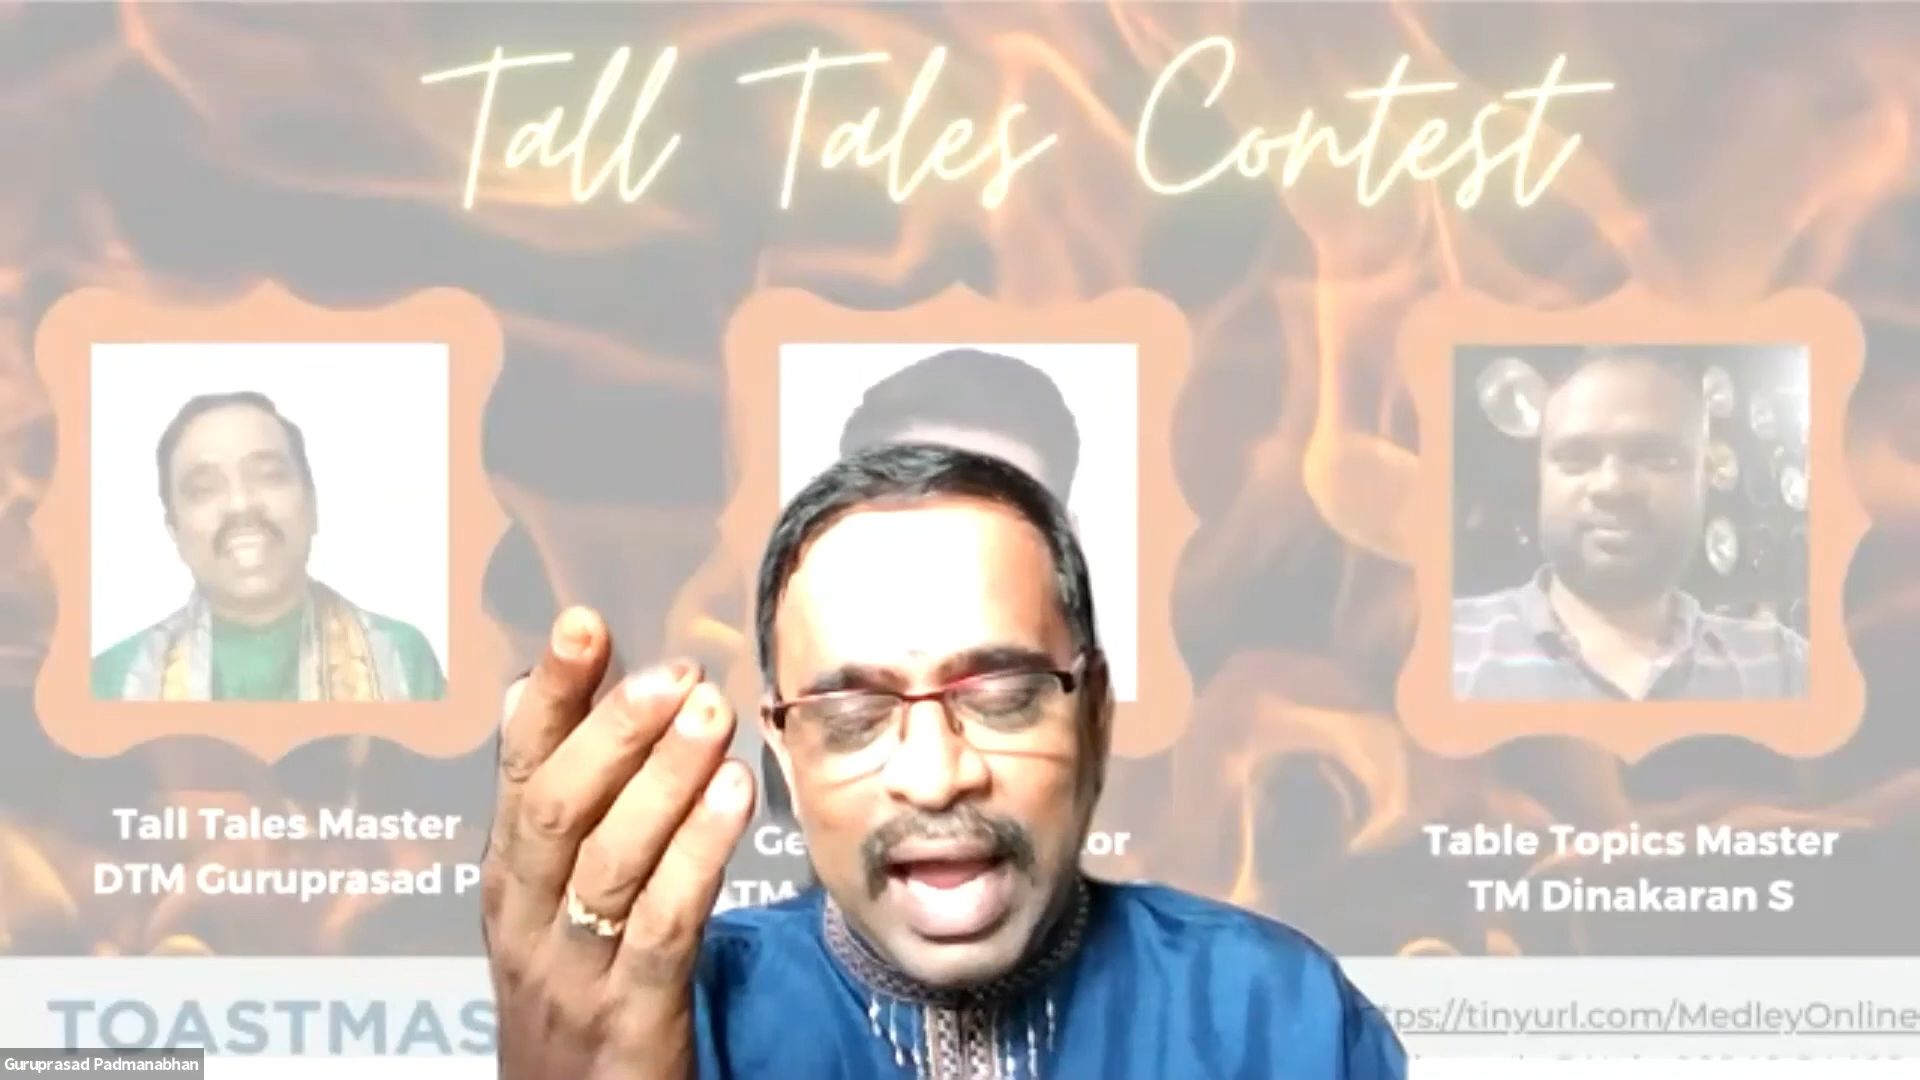 Tall Tales Contest
Tall Tales Master
DTM Guruprasad P
Table Topics Master
TM Dinakaran S
TOASTMAS
tps://tinyurl.com/MedleyOnline
Guruprasad Padmanabhan